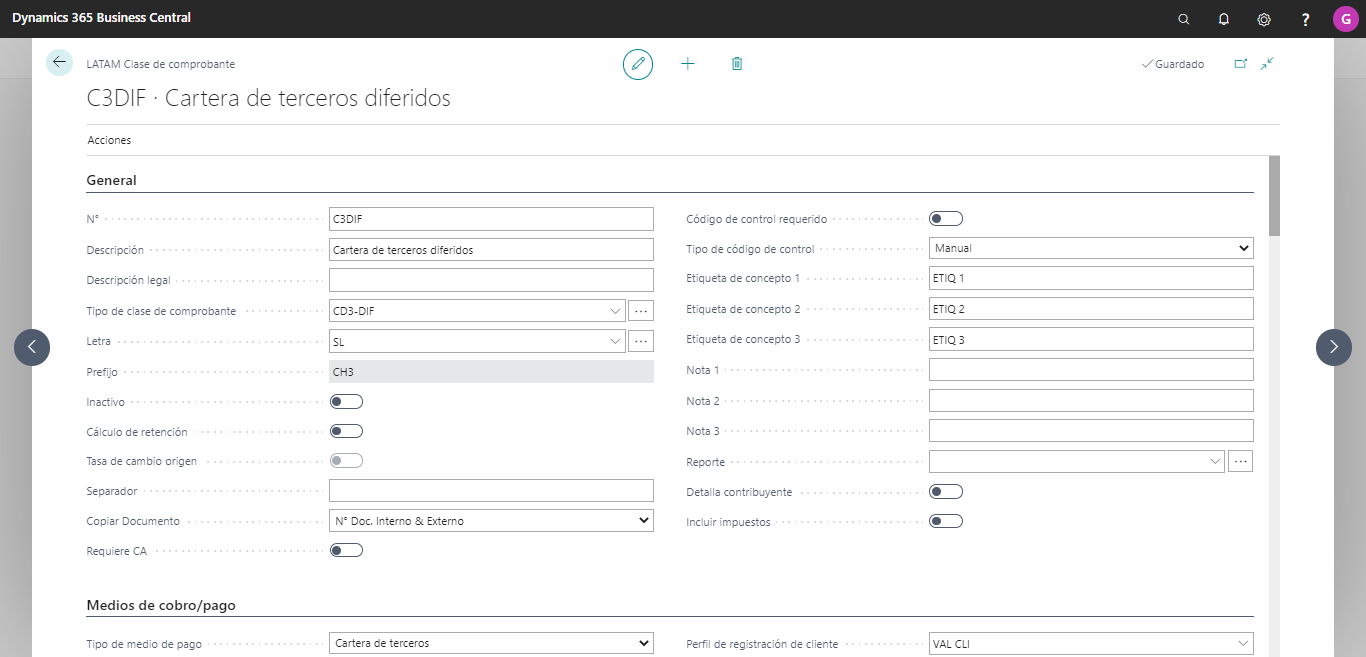 Dynamics 365 Business Central
?
G
LATAM Clase de comprobante
Guardado
C3DIF · Cartera de terceros diferidos
Acciones
General
N°
C3DIF
Descripción
Cartera de terceros diferidos
Descripción legal
Tipo de clase de comprobante
CD3-DIF
Letra
SL
Prefijo
CH3
Inactivo
Cálculo de retención
Tasa de cambio origen
Separador
Copiar Documento
N° Doc. Interno & Externo
Requiere CA
Código de control requerido
Tipo de código de control
Manual
Etiqueta de concepto 1
ETIQ 1
Etiqueta de concepto 2
ETIQ 2
Etiqueta de concepto 3
ETIQ 3
Nota 1
Nota 2
Nota 3
Reporte
Detalla contribuyente
Incluir impuestos
Medios de cobro/pago
Tipo de medio de pago
Cartera de terceros
Perfil de registración de cliente
VAL CLI